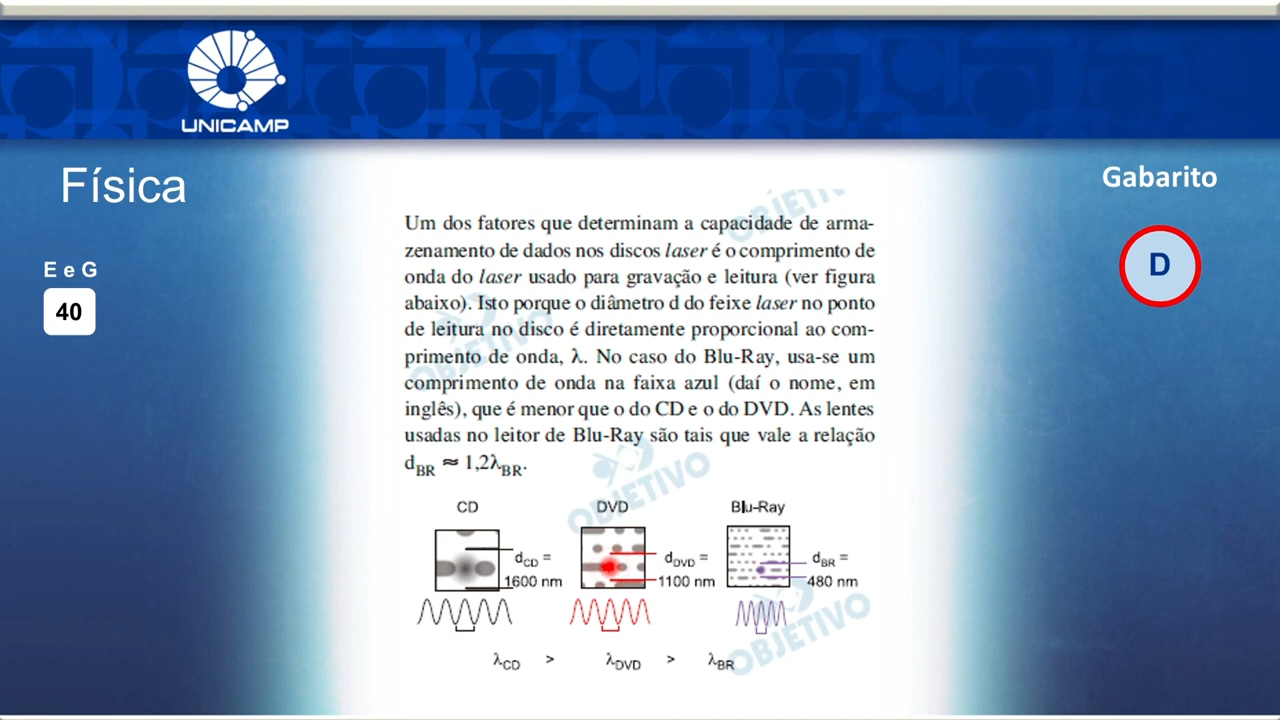 UNICAMP
Física
Gabarito
E e G
40
D
Um dos fatores que determinam a capacidade de arma-
zenamento de dados nos discos laser é o comprimento de
onda do laser usado para gravação e leitura (ver figura
abaixo). Isto porque o diâmetro d do feixe laser no ponto
de leitura no disco é diretamente proporcional ao com-
primento de onda, λ. No caso do Blu-Ray, usa-se um
comprimento de onda na faixa azul (daí o nome, em
inglês), que é menor que o do CD e o do DVD. As lentes
usadas no leitor de Blu-Ray são tais que vale a relação
dBR ≈ 1,2λBR.
CD DVD Blu-Ray
dCD = dDVD = dBR =
1600 nm 1100 nm 480 nm
λCD > λDVD > λBR
OBJETIVO
OBJETIVO
OBJETIVO
OBJETIVO